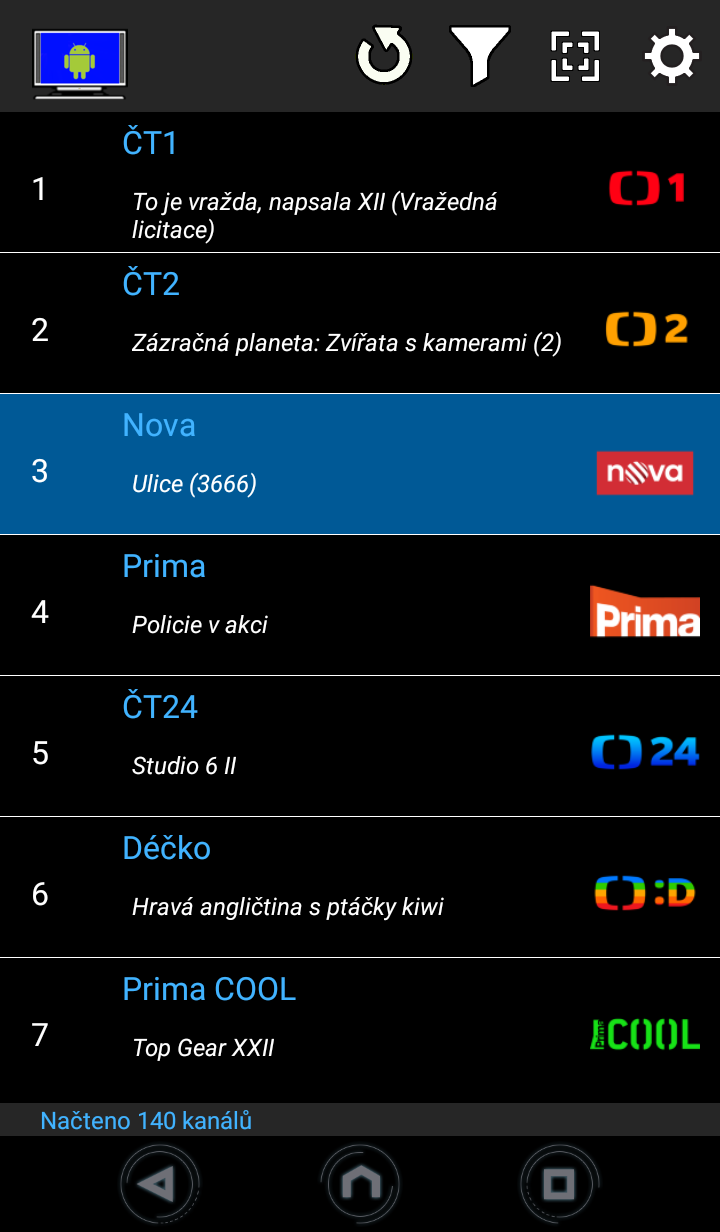 ČT1
1
To je vražda, napsala XII (Vražedná
licitace)
1
ČT2
2
Zázračná planeta: Zvířata s kamerami (2)
2
Nova
3
Ulice (3666)
nova
Prima
4
Policie v akci
Prima
ČT24
5
Studio 6 II
24
Déčko
6
Hravá angličtina s ptáčky kiwi
:D
Prima COOL
7
Top Gear XXII
Prima COOL
Načteno 140 kanálů